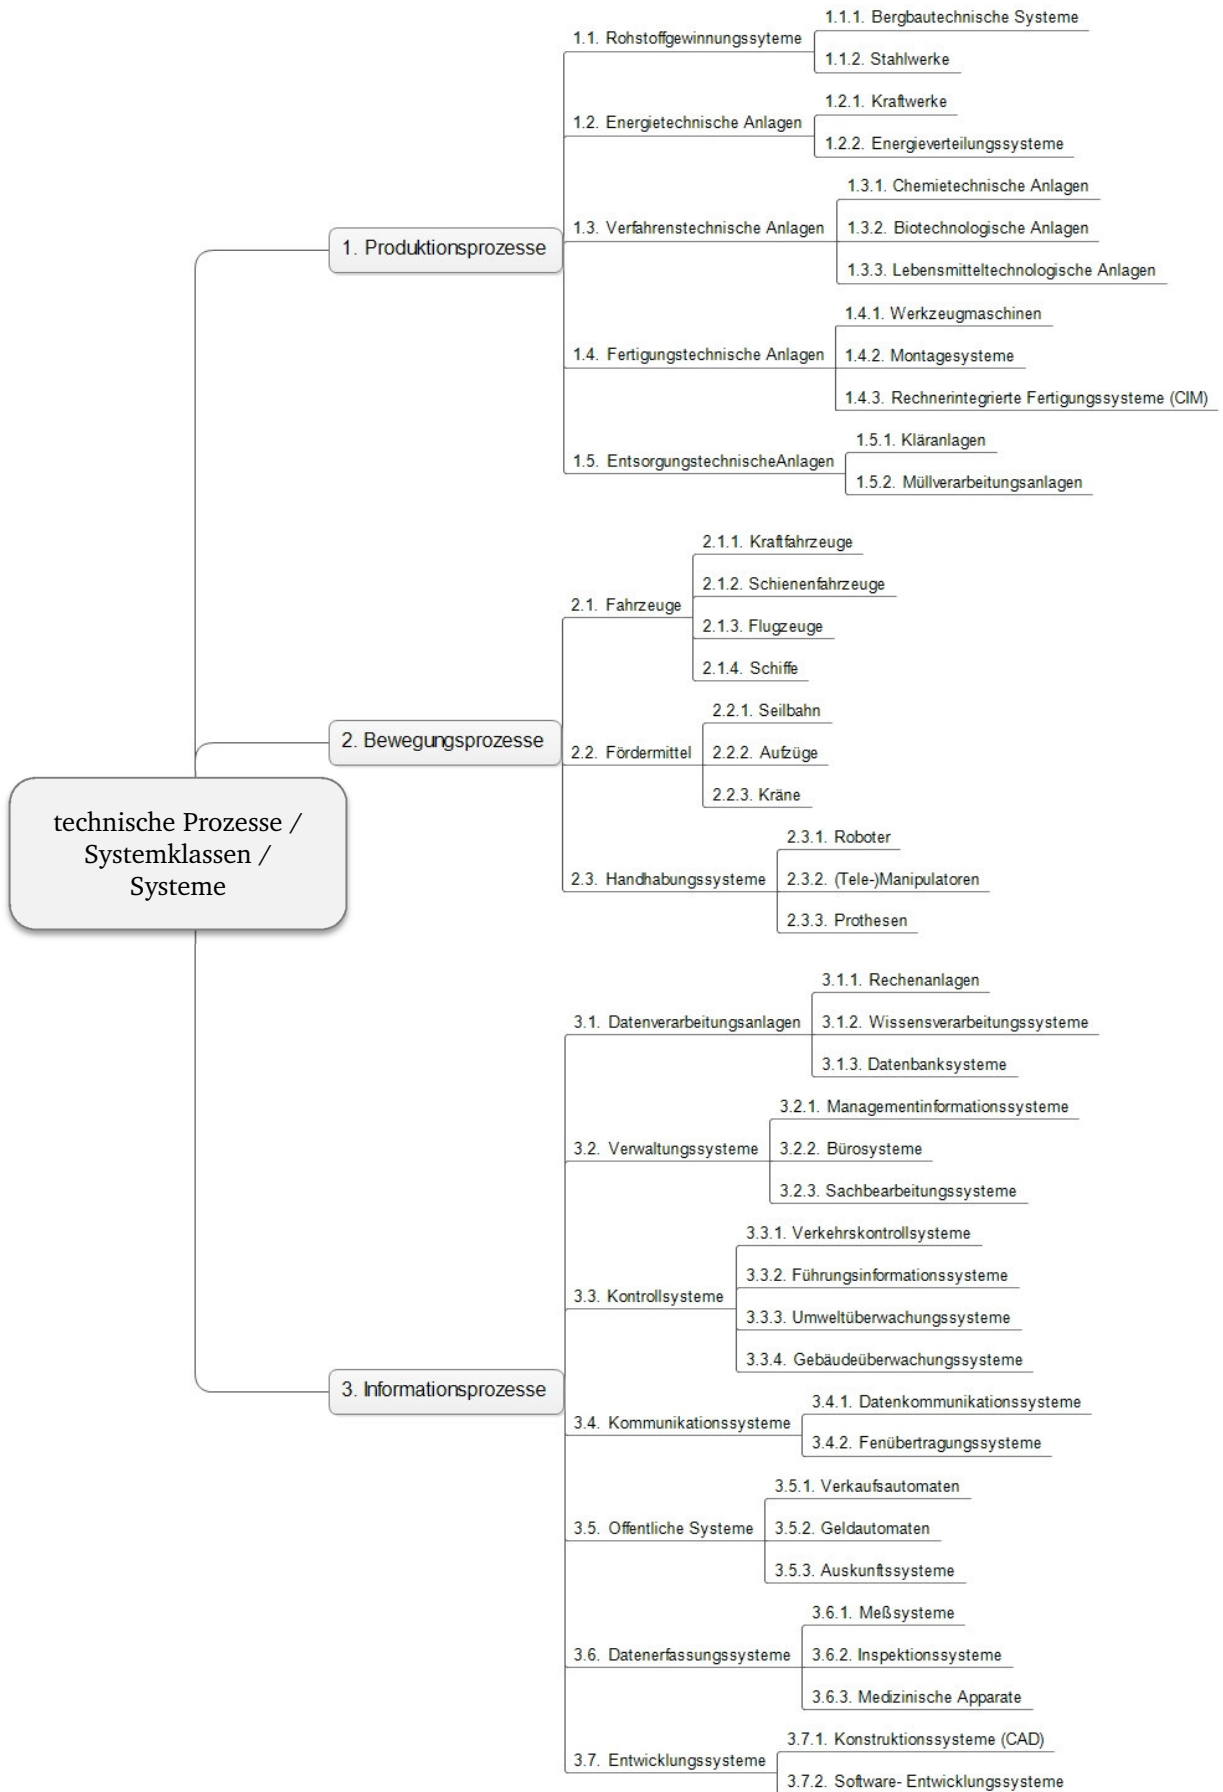 technische Prozesse /
Systemklassen /
Systeme
1. Produktionsprozesse
1.1. Rohstoffgewinnungssyteme
1.1.1. Bergbautechnische Systeme
1.1.2. Stahlwerke
1.2. Energietechnische Anlagen
1.2.1. Kraftwerke
1.2.2. Energieverteilungssysteme
1.3. Verfahrenstechnische Anlagen
1.3.1. Chemietechnische Anlagen
1.3.2. Biotechnologische Anlagen
1.3.3. Lebensmitteltechnologische Anlagen
1.4. Fertigungstechnische Anlagen
1.4.1. Werkzeugmaschinen
1.4.2. Montagesysteme
1.4.3. Rechnerintegrierte Fertigungssysteme (CIM)
1.5. EntsorgungstechnischeAnlagen
1.5.1. Kläranlagen
1.5.2. Müllverarbeitungsanlagen
2. Bewegungsprozesse
2.1. Fahrzeuge
2.1.1. Kraftfahrzeuge
2.1.2. Schienenfahrzeuge
2.1.3. Flugzeuge
2.1.4. Schiffe
2.2. Fördermittel
2.2.1. Seilbahn
2.2.2. Aufzüge
2.2.3. Kräne
2.3. Handhabungssysteme
2.3.1. Roboter
2.3.2. (Tele-)Manipulatoren
2.3.3. Prothesen
3. Informationsprozesse
3.1. Datenverarbeitungsanlagen
3.1.1. Rechenanlagen
3.1.2. Wissensverarbeitungssysteme
3.1.3. Datenbanksysteme
3.2. Verwaltungssysteme
3.2.1. Managementinformationssysteme
3.2.2. Bürosysteme
3.2.3. Sachbearbeitungssysteme
3.3. Kontrollsysteme
3.3.1. Verkehrskontrollsysteme
3.3.2. Führungsinformationssysteme
3.3.3. Umweltüberwachungssysteme
3.3.4. Gebäudeüberwachungssysteme
3.4. Kommunikationssysteme
3.4.1. Datenkommunikationssysteme
3.4.2. Fenübertragungssysteme
3.5. Offentliche Systeme
3.5.1. Verkaufsautomaten
3.5.2. Geldautomaten
3.5.3. Auskunftssysteme
3.6. Datenerfassungssysteme
3.6.1. Meßsysteme
3.6.2. Inspektionssysteme
3.6.3. Medizinische Apparate
3.7. Entwicklungssysteme
3.7.1. Konstruktionssysteme (CAD)
3.7.2. Software- Entwicklungssysteme